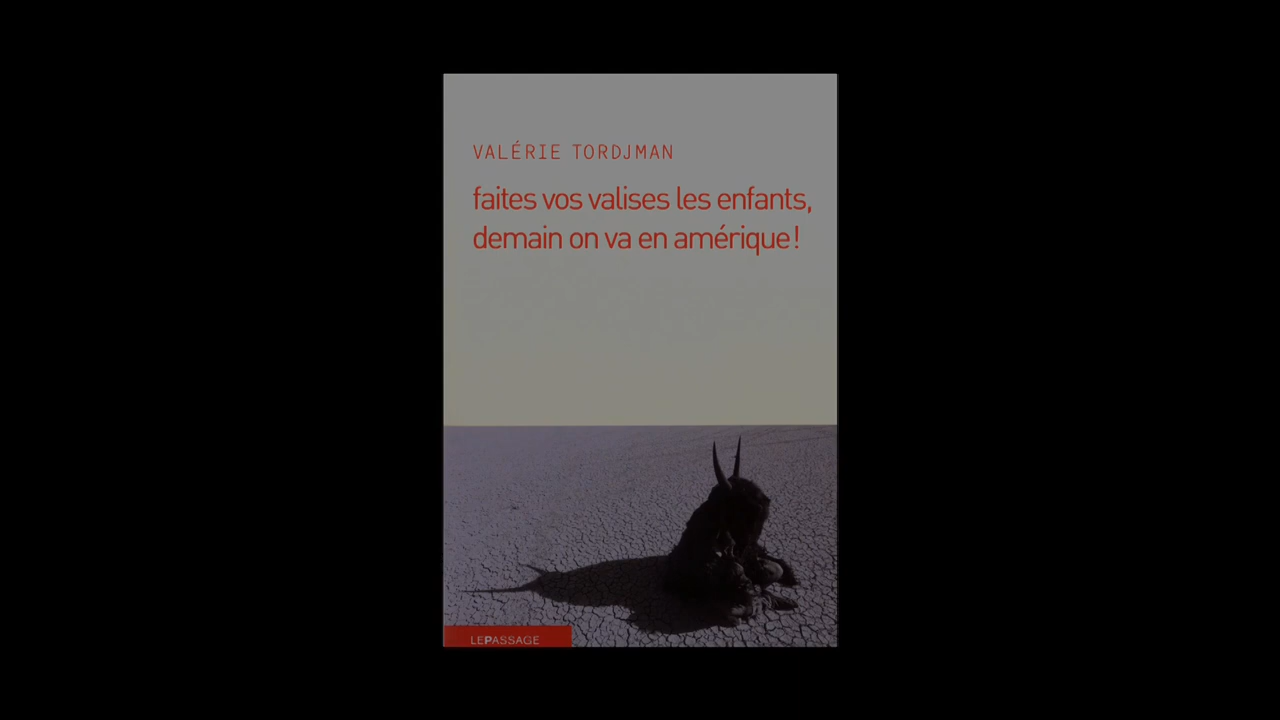 VALÉRIE TORDJMAN
faites vos valises les enfants,
demain on va en amérique !
LEPASSAGE